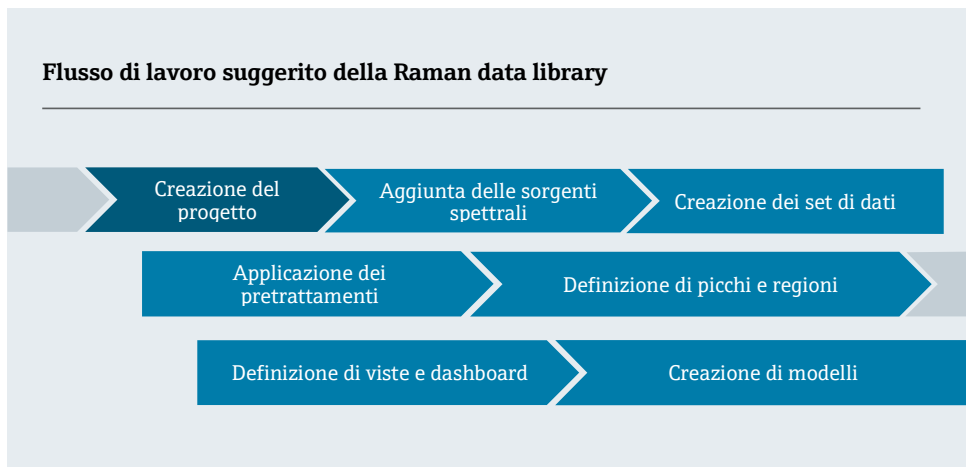 Flusso di lavoro suggerito della Raman data library
Creazione del
progetto
Aggiunta delle sorgenti
spettrali
Creazione dei set di dati
Applicazione dei
pretrattamenti
Definizione di picchi e regioni
Definizione di viste e dashboard
Creazione di modelli